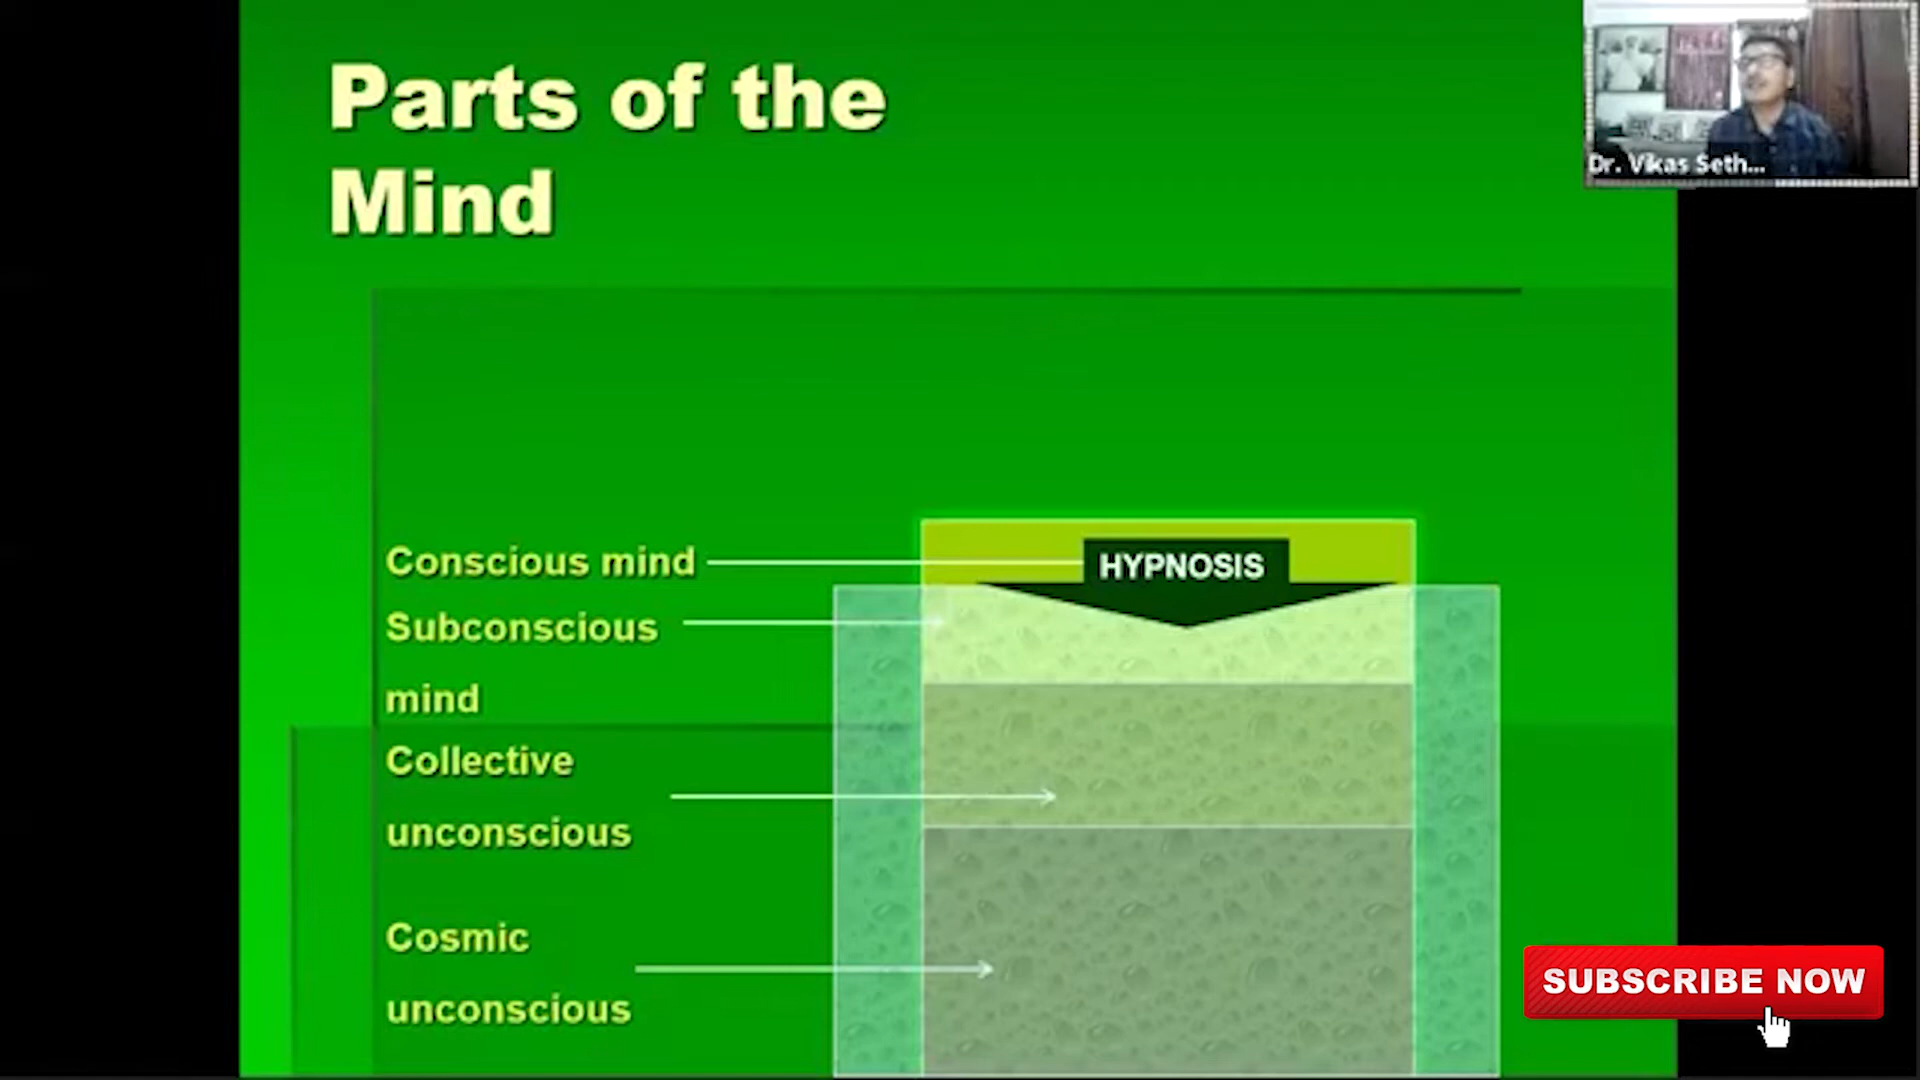 Parts of the
Mind
Dr. Vikas Seth...
Conscious mind
HYPNOSIS
Subconscious
mind
Collective
unconscious
Cosmic
unconscious
SUBSCRIBE NOW